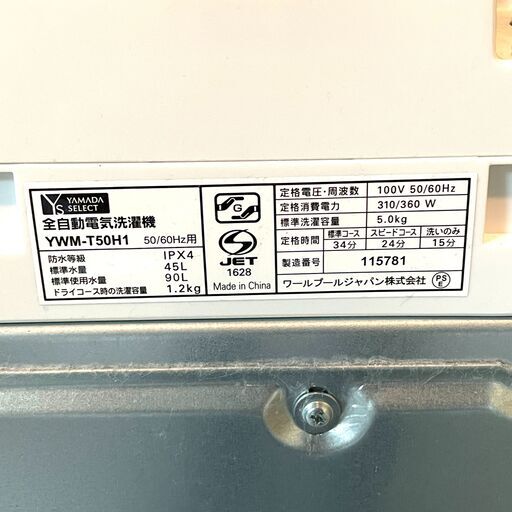 YS YAMADA SELECT
全自動電気洗濯機
YWM-T50H1 50/60Hz用
防水等級 IPX4
標準水量 45L
標準使用水量 90L
ドライコース時の洗濯容量 1.2kg
G
S
JET
1628
Made in China
定格電圧・周波数 100V 50/60Hz
定格消費電力 310/360 W
標準洗濯容量 5.0kg
定格時間 標準コース スピードコース 洗いのみ
34分 24分 15分
製造番号 115781
ワールプールジャパン株式会社 PSE